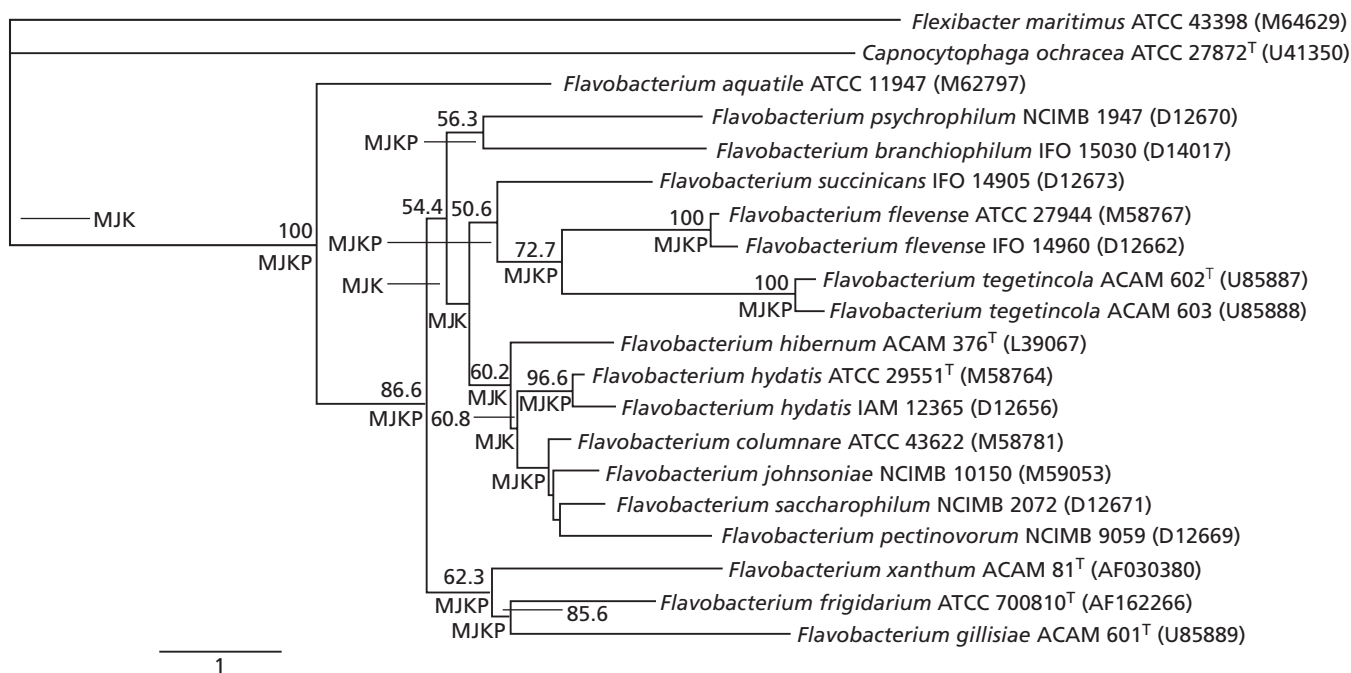 Flexibacter maritimus ATCC 43398 (M64629)
Capnocytophaga ochracea ATCC 27872T (U41350)
Flavobacterium aquatile ATCC 11947 (M62797)
56.3
Flavobacterium psychrophilum NCIMB 1947 (D12670)
MJKP
Flavobacterium branchiophilum IFO 15030 (D14017)
Flavobacterium succinicans IFO 14905 (D12673)
54.4 50.6
MJK
100
Flavobacterium flevense ATCC 27944 (M58767)
100
MJKP
MJKP
Flavobacterium flevense IFO 14960 (D12662)
72.7
MJKP
MJKP
MJK
100
Flavobacterium tegetincola ACAM 602T (U85887)
MJKP
Flavobacterium tegetincola ACAM 603 (U85888)
MJK
Flavobacterium hibernum ACAM 376T (L39067)
60.2
96.6
Flavobacterium hydatis ATCC 29551T (M58764)
86.6
MJK
MJKP
MJKP
60.8
Flavobacterium hydatis IAM 12365 (D12656)
MJK
Flavobacterium columnare ATCC 43622 (M58781)
MJKP
Flavobacterium johnsoniae NCIMB 10150 (M59053)
Flavobacterium saccharophilum NCIMB 2072 (D12671)
Flavobacterium pectinovorum NCIMB 9059 (D12669)
62.3
Flavobacterium xanthum ACAM 81T (AF030380)
MJKP
Flavobacterium frigidarium ATCC 700810T (AF162266)
85.6
MJKP
Flavobacterium gillisiae ACAM 601T (U85889)
1